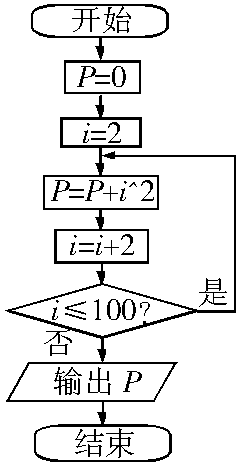 开始
P=0
i=2
P=P+i^2
i=i+2
i≤100?
是
否
输出 P
结束